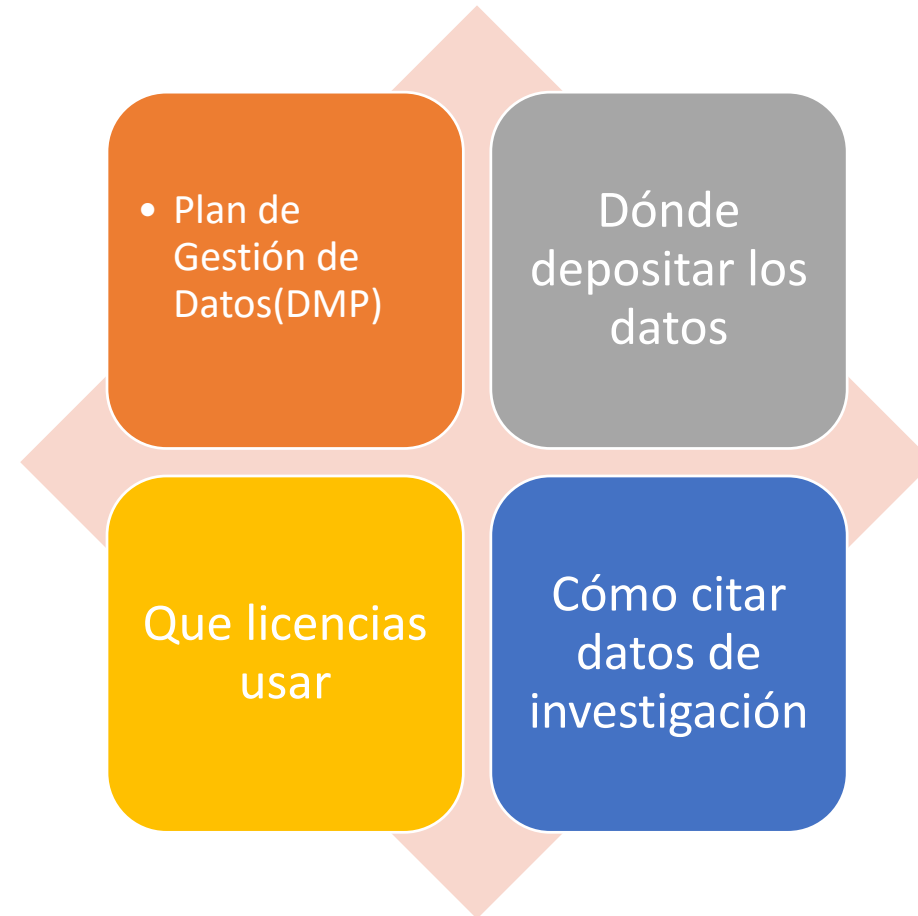 • Plan de
Gestión de
Datos(DMP)
Dónde
depositar los
datos
Que licencias
usar
Cómo citar
datos de
investigación